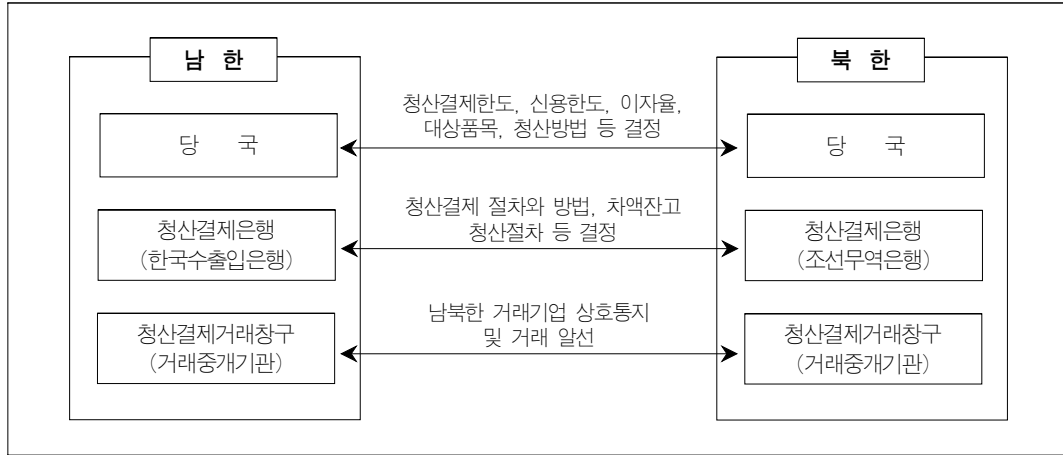 남 한
북 한
청산결제한도, 신용한도, 이자율,
대상품목, 청산방법 등 결정
당 국
당 국
청산결제 절차와 방법, 차액잔고
청산절차 등 결정
청산결제은행
(한국수출입은행)
청산결제은행
(조선무역은행)
남북한 거래기업 상호통지
및 거래 알선
청산결제거래창구
(거래중개기관)
청산결제거래창구
(거래중개기관)